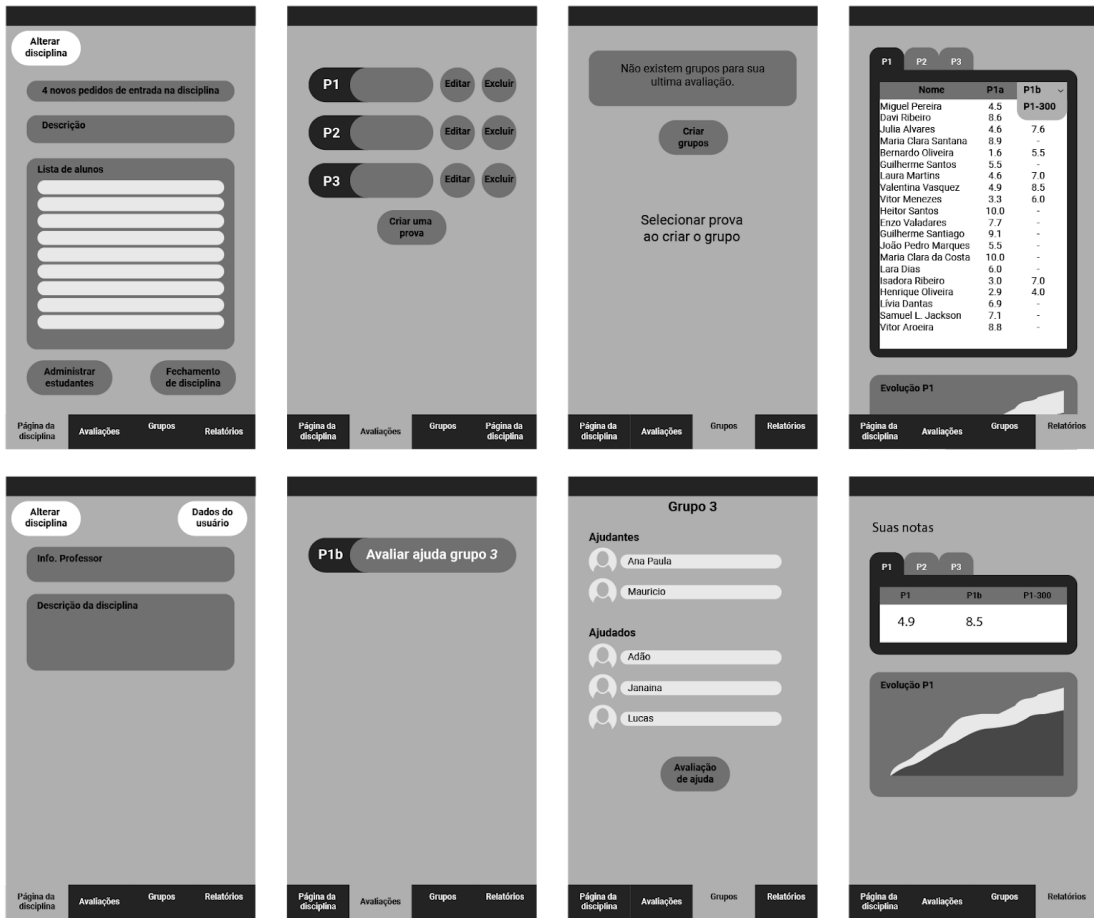 Alterar
disciplina
4 novos pedidos de entrada na disciplina
Descrição
Lista de alunos
Administrar
estudantes
Fechamento
de disciplina
Página da
disciplina
Avaliações
Grupos
Relatórios
P1
Editar
Excluir
P2
Editar
Excluir
P3
Editar
Excluir
Criar uma
prova
Página da
disciplina
Avaliações
Grupos
Página da
disciplina
Não existem grupos para sua
ultima avaliação.
Criar
grupos
Selecionar prova
ao criar o grupo
Página da
disciplina
Avaliações
Grupos
Relatórios
P1 P2 P3
Nome P1a P1b
P1-300
Miguel Pereira 4.5
Davi Ribeiro 8.6
Julia Alvares 4.6 7.6
Maria Clara Santana 8.9 -
Bernardo Oliveira 1.6 5.5
Guilherme Santos 5.5 -
Laura Martins 4.6 7.0
Valentina Vasquez 4.9 8.5
Vitor Menezes 3.3 6.0
Heitor Santos 10.0 -
Enzo Valadares 7.7 -
Guilherme Santiago 9.1 -
João Pedro Marques 5.5 -
Maria Clara da Costa 10.0 -
Lara Dias 6.0 -
Isadora Ribeiro 3.0 7.0
Henrique Oliveira 2.9 4.0
Lívia Dantas 6.9 -
Samuel L. Jackson 7.1 -
Vitor Aroeira 8.8 -
Evolução P1
Página da
disciplina
Avaliações
Grupos
Relatórios
Alterar
disciplina
Dados do
usuário
Info. Professor
Descrição da disciplina
Página da
disciplina
Avaliações
Grupos
Relatórios
P1b Avaliar ajuda grupo 3
Página da
disciplina
Avaliações
Grupos
Relatórios
Grupo 3
Ajudantes
Ana Paula
Mauricio
Ajudados
Adão
Janaina
Lucas
Avaliação
de ajuda
Página da
disciplina
Avaliações
Grupos
Relatórios
Suas notas
P1 P2 P3
P1 P1b P1-300
4.9 8.5
Evolução P1
Página da
disciplina
Avaliações
Grupos
Relatórios